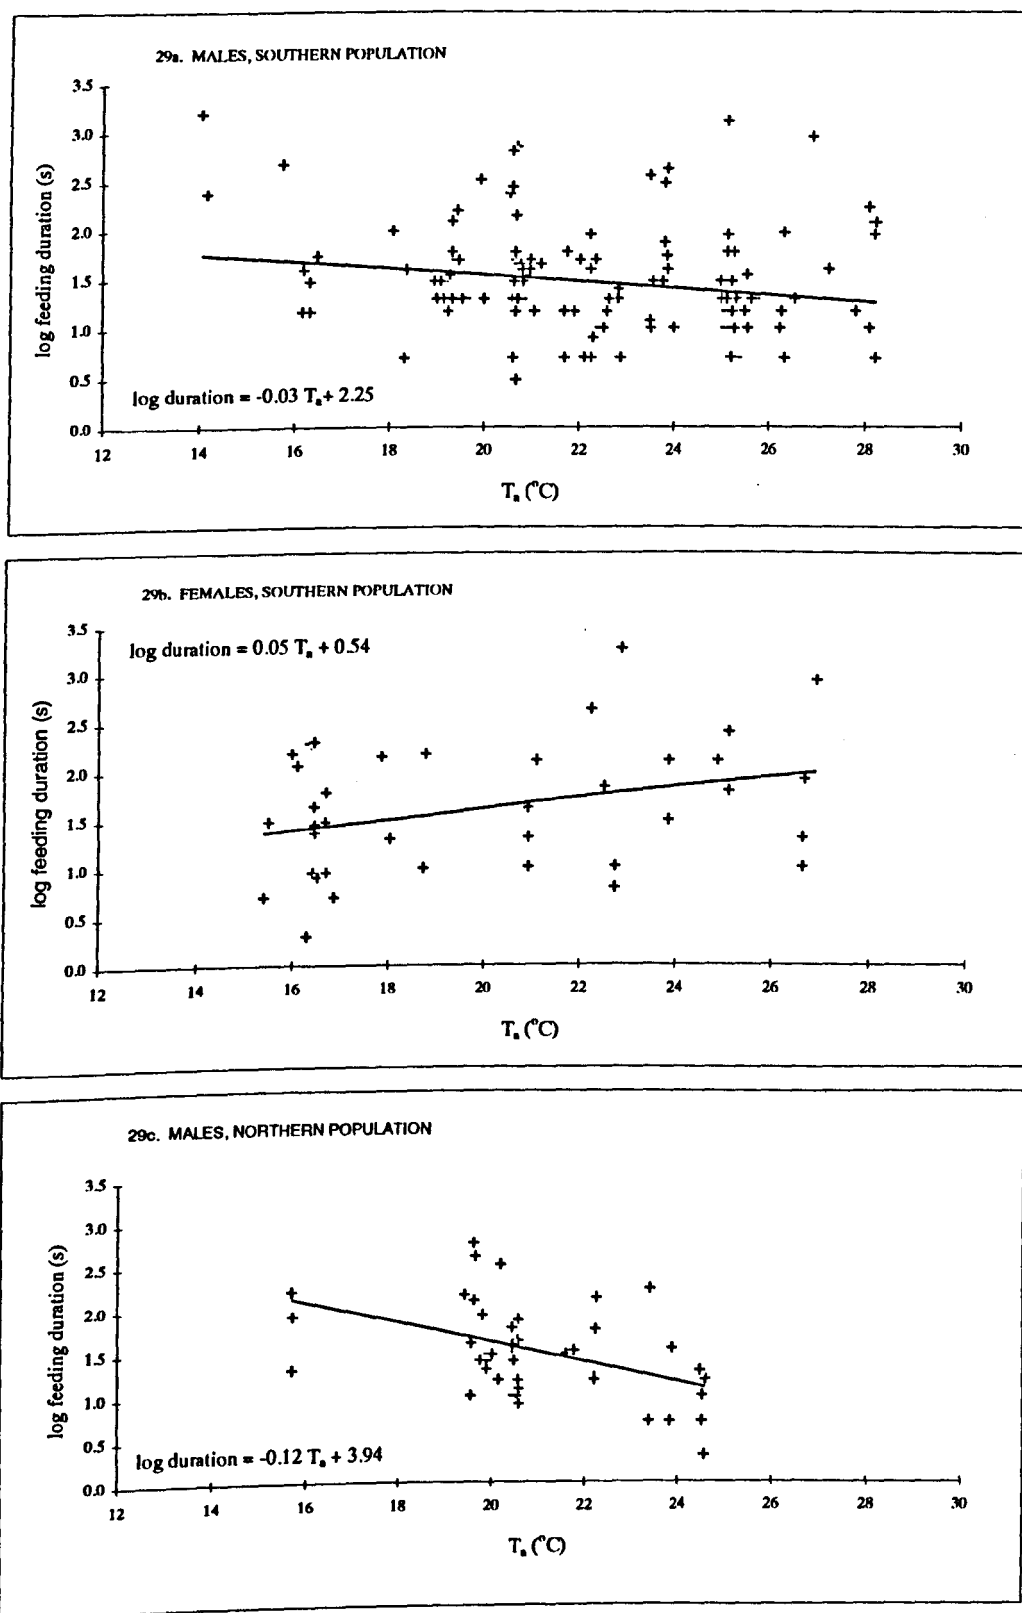 29a. MALES, SOUTHERN POPULATION
3.5
3.0
2.5
2.0
1.5
1.0
0.5
0.0
log feeding duration (s)
log duration = -0.03 Ta + 2.25
12 14 16 18 20 22 24 26 28 30
Ta (°C)
29b. FEMALES, SOUTHERN POPULATION
log duration = 0.05 Ta + 0.54
3.5
3.0
2.5
2.0
1.5
1.0
0.5
0.0
log feeding duration (s)
12 14 16 18 20 22 24 26 28 30
Ta (°C)
29c. MALES, NORTHERN POPULATION
3.5
3.0
2.5
2.0
1.5
1.0
0.5
0.0
log feeding duration (s)
log duration = -0.12 Ta + 3.94
12 14 16 18 20 22 24 26 28 30
Ta (°C)